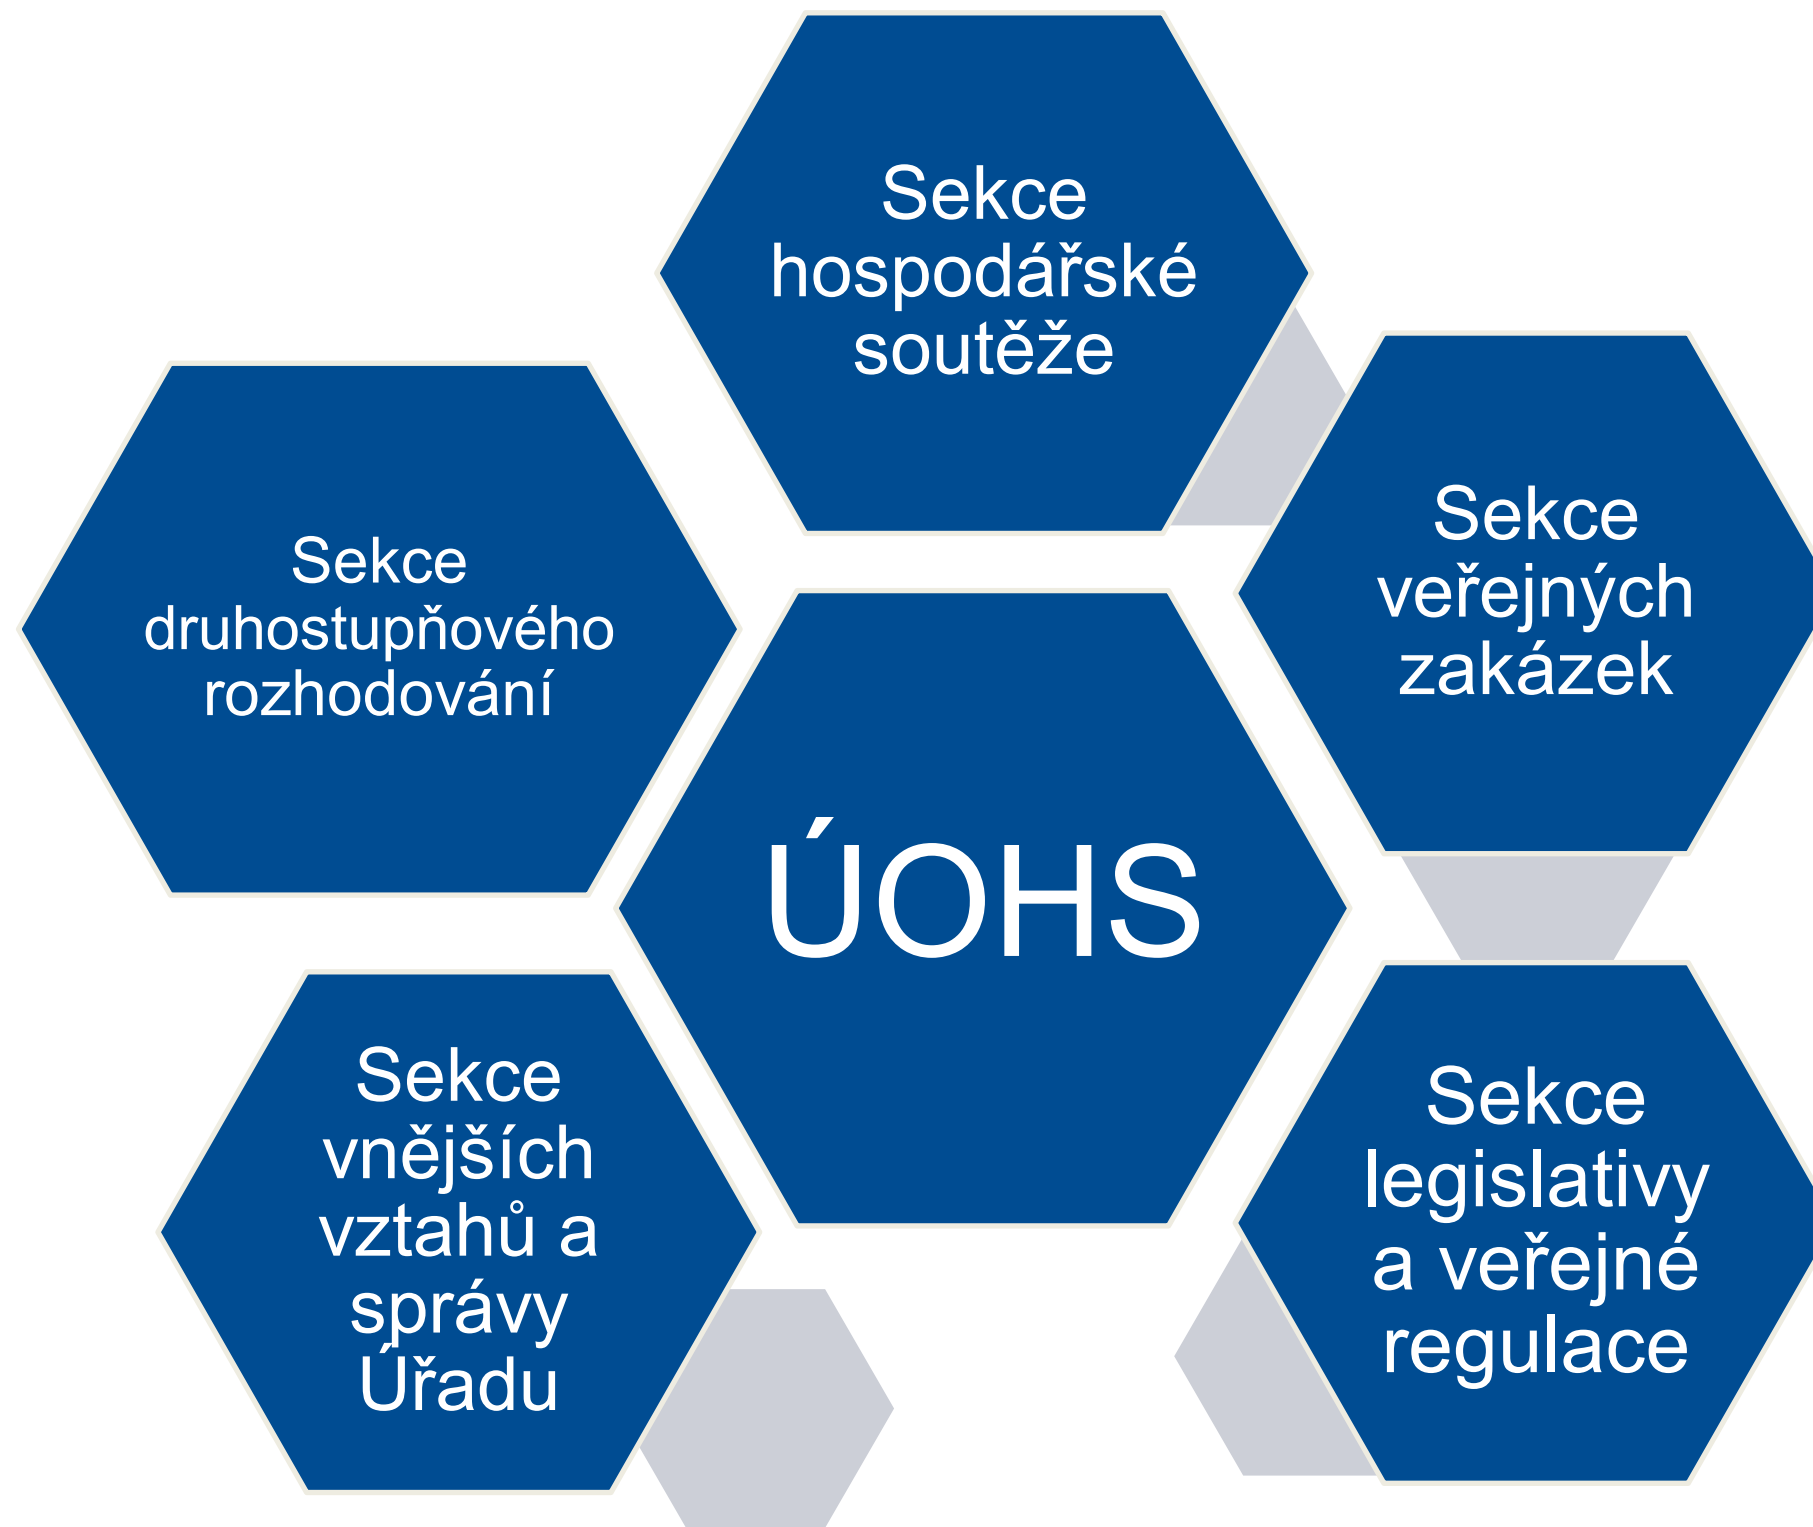 Sekce
hospodářské
soutěže
Sekce
veřejných
zakázek
Sekce
druhostupňového
rozhodování
ÚOHS
Sekce
vnějších
vztahů a
správy
Úřadu
Sekce
legislativy
a veřejné
regulace